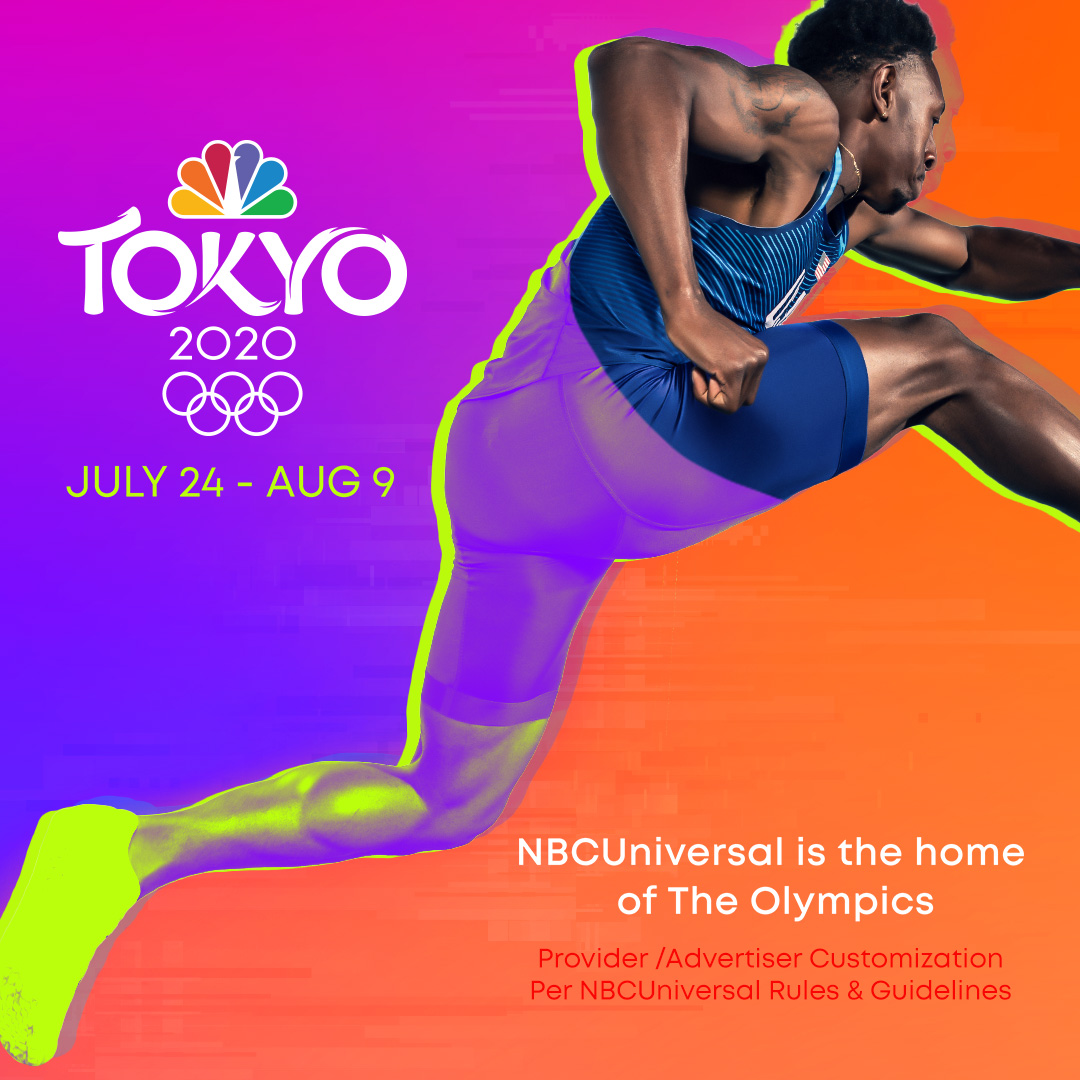 TOKYO
2020
JULY 24 - AUG 9
NBCUniversal is the home
of The Olympics
Provider /Advertiser Customization
Per NBCUniversal Rules & Guidelines